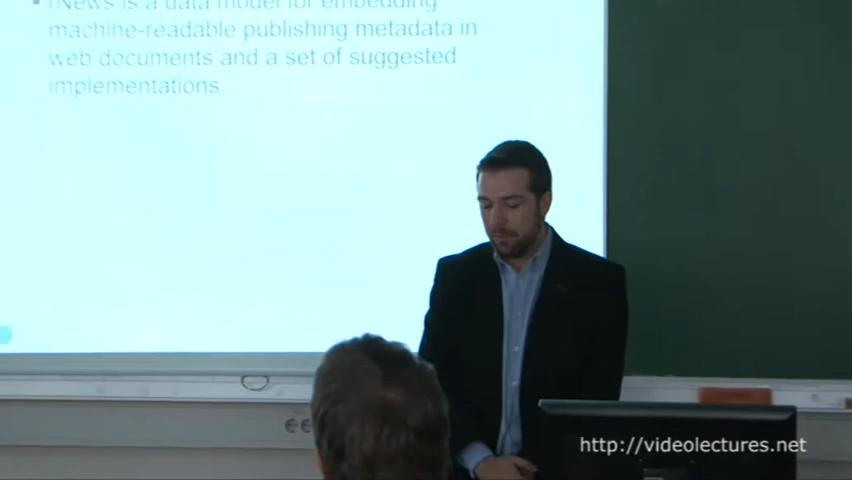 rNews is a data model for embedding
machine-readable publishing metadata in
web documents and a set of suggested
implementations.
http://videolectures.net